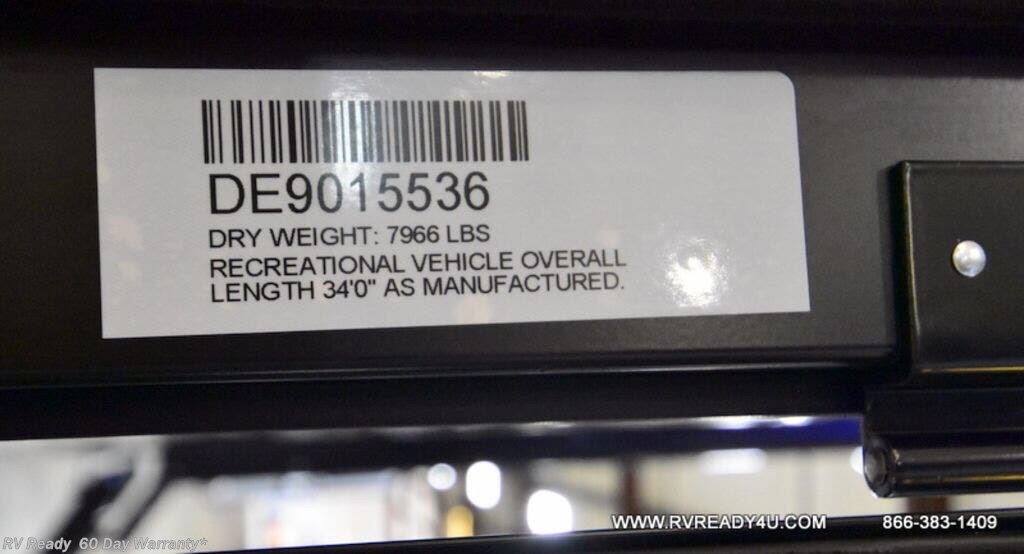 DE9015536
DRY WEIGHT: 7966 LBS
RECREATIONAL VEHICLE OVERALL
LENGTH 34'0" AS MANUFACTURED.
WWW.RVREADY4U.COM 866-383-1409
RV Ready 60 Day Warranty*